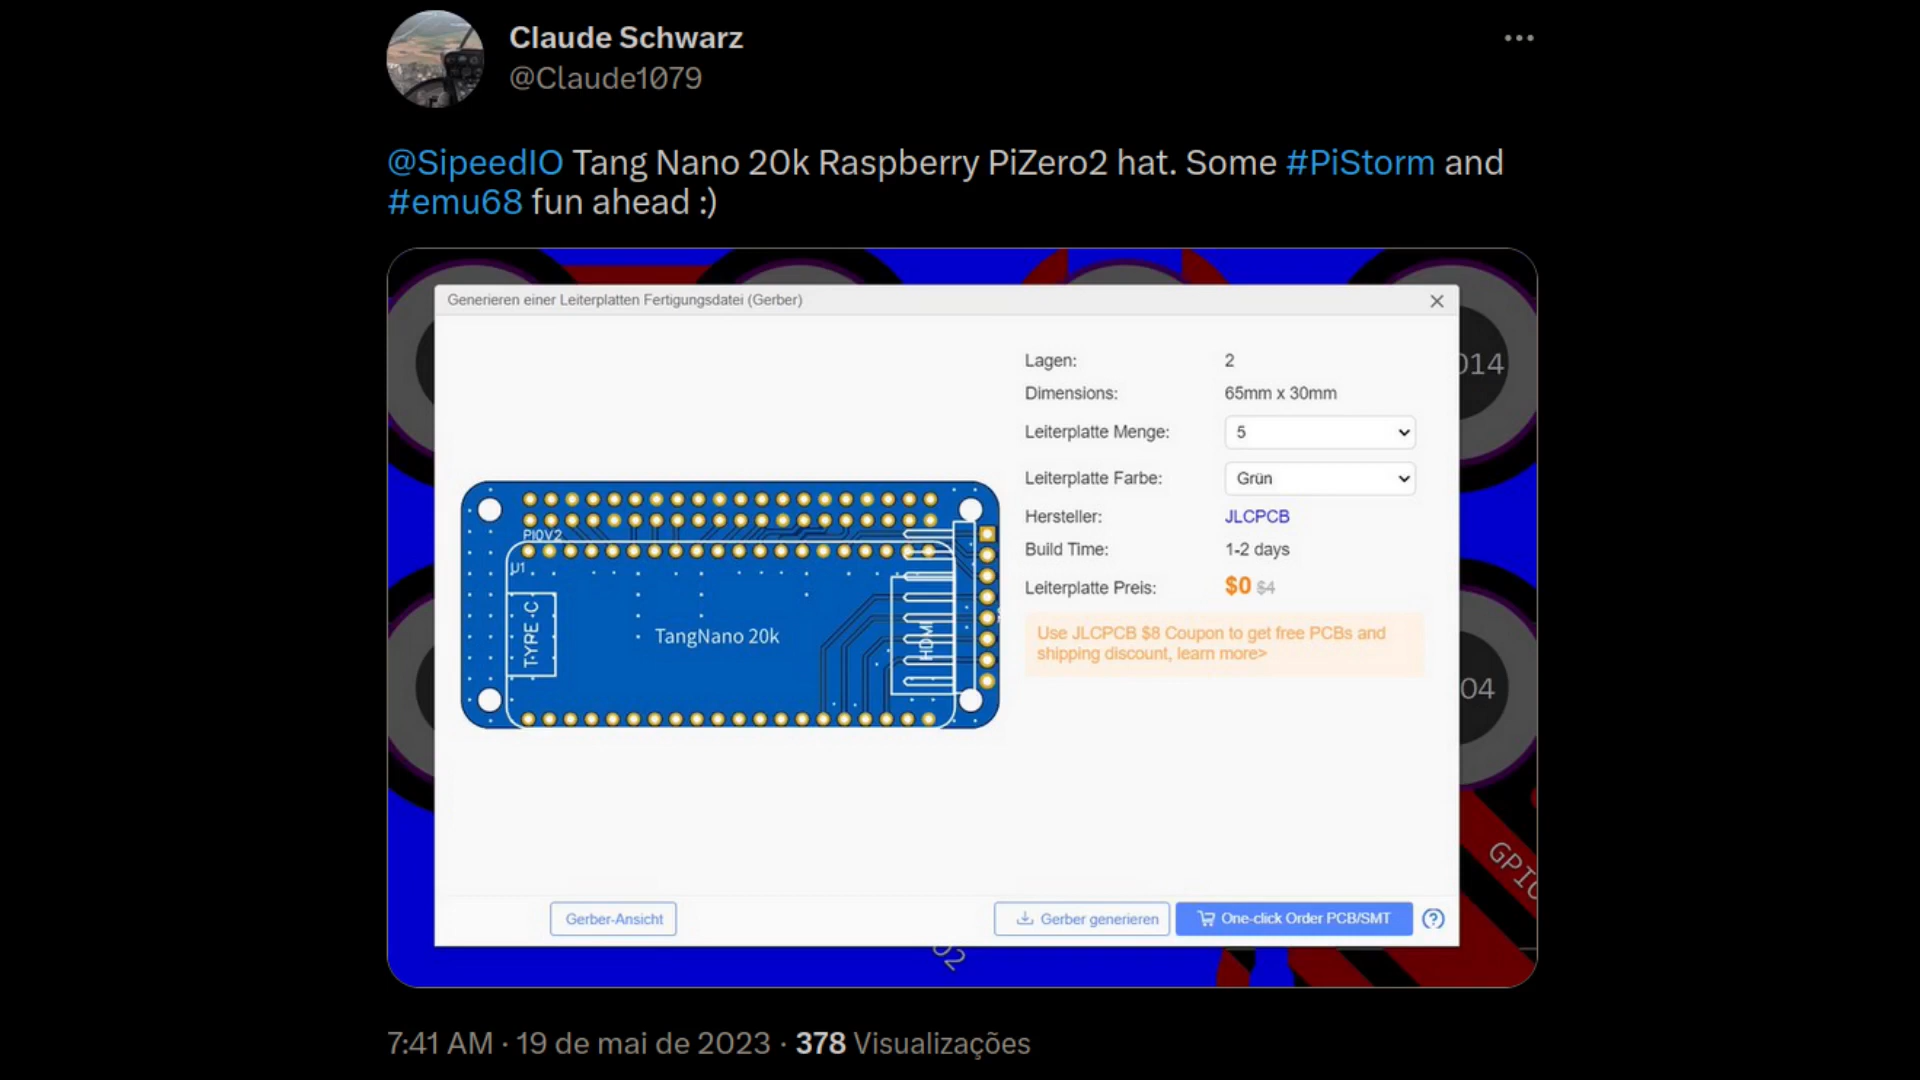 Claude Schwarz
@Claude1079
@SipeedIO Tang Nano 20k Raspberry PiZero2 hat. Some #PiStorm and
#emu68 fun ahead :)
Generieren einer Leiterplatten Fertigungsdatei (Gerber)
Lagen: 2
Dimensions: 65mm x 30mm
Leiterplatte Menge: 5
Leiterplatte Farbe: Grün
Hersteller: JLCPCB
Build Time: 1-2 days
Leiterplatte Preis: $0 $4
Use JLCPCB $8 Coupon to get free PCBs and
shipping discount, learn more>
PI0V2
U1
TYPE-C
TangNano 20k
HDMI
014
04
GPIO
02
Gerber-Ansicht
Gerber generieren
One-click Order PCB/SMT
7:41 AM · 19 de mai de 2023 · 378 Visualizações